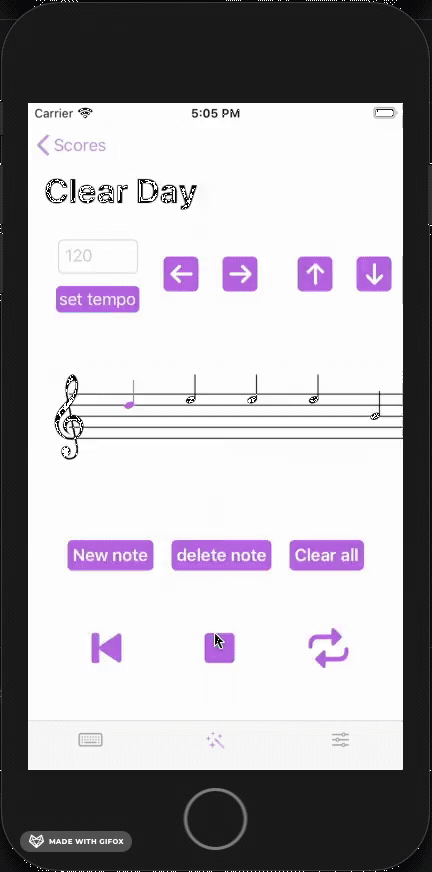 Carrier 5:05 PM
Scores
Clear Day
120
set tempo
New note delete note Clear all
MADE WITH GIFOX